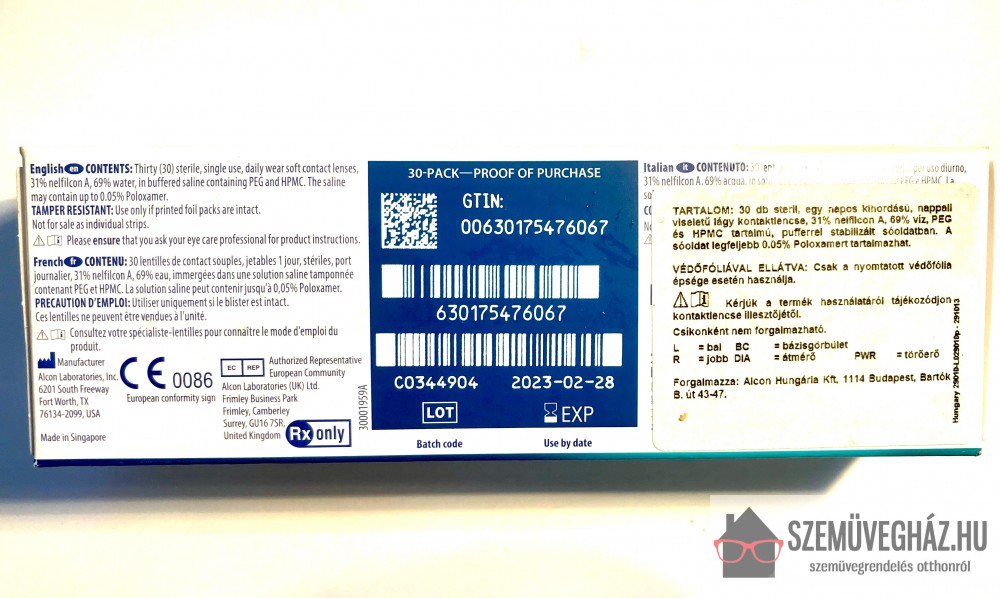 English en CONTENTS: Thirty (30) sterile, single use, daily wear soft contact lenses,
31% nelfilcon A, 69% water, in buffered saline containing PEG and HPMC. The saline
may contain up to 0.05% Poloxamer.
TAMPER RESISTANT: Use only if printed foil packs are intact.
Not for sale as individual strips.
Please ensure that you ask your eye care professional for product instructions.
French fr CONTENU: 30 lentilles de contact souples, jetables 1 jour, stériles, port
journalier, 31% nelfilcon A, 69% eau, immergées dans une solution saline tamponnée
contenant PEG et HPMC. La solution saline peut contenir jusqu'à 0,05% Poloxamer.
PRECAUTION D'EMPLOI: Utiliser uniquement si le blister est intact.
Ces lentilles ne peuvent être vendues à l'unité.
Consultez votre spécialiste-lentilles pour connaître le mode d'emploi du
produit.
Manufacturer
Alcon Laboratories, Inc.
6201 South Freeway
Fort Worth, TX
76134-2099, USA
Made in Singapore
CE 0086
European conformity sign
EC REP
Authorized Representative
European Community
Alcon Laboratories (UK) Ltd.
Frimley Business Park
Frimley, Camberley
Surrey, GU16 7SR,
United Kingdom
Rx only
30001959A
30-PACK—PROOF OF PURCHASE
GTIN:
00630175476067
630175476067
C0344904 2023-02-28
LOT EXP
Batch code Use by date
Italian it CONTENUTO: per uso diurno,
31% nelfilcon A, 69% acqua, e HPMC. La
TARTALOM: 30 db steril, egy napos kihordású, nappali
viseletű lágy kontaktlencse, 31% nelfilcon A, 69% víz, PEG
és HPMC tartalmú, pufferrel stabilizált sóoldatban. A
sóoldat legfeljebb 0.05% Poloxamert tartalmazhat.
VÉDŐFÓLIÁVAL ELLÁTVA: Csak a nyomtatott védőfólia
épsége esetén használja.
Kérjük a termék használatáról tájékozódjon
kontaktlencse illesztőjétől.
Csíkonként nem forgalmazható.
L = bal BC = bázisgörbület
R = jobb DIA = átmérő PWR = törőerő
Forgalmazza: Alcon Hungária Kft. 1114 Budapest, Bartók
B. út 43-47.
SZEMÜVEGHÁZ.HU
szemüvegrendelés otthonról